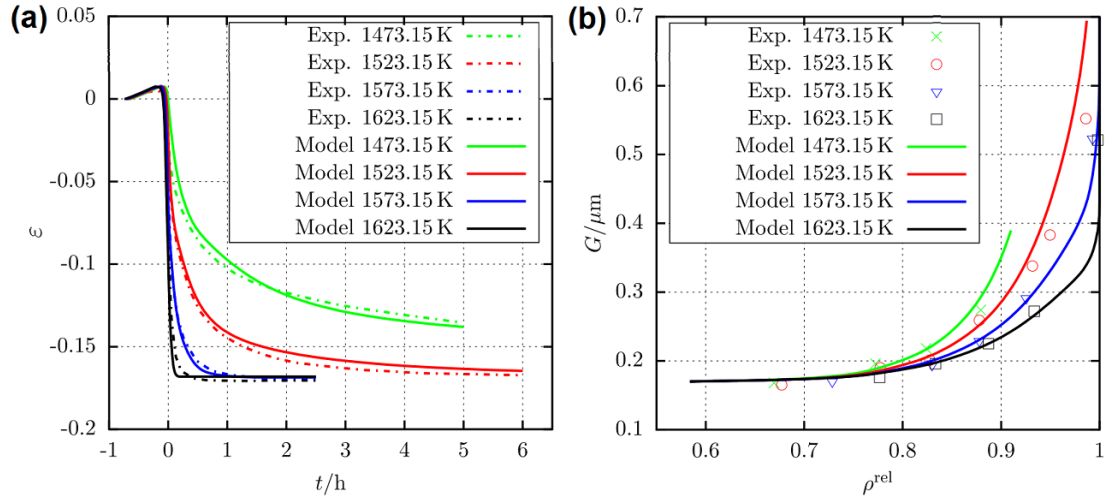 (a)
0.05
0
-0.05
-0.1
-0.15
-0.2
ε
Exp. 1473.15 K
Exp. 1523.15 K
Exp. 1573.15 K
Exp. 1623.15 K
Model 1473.15 K
Model 1523.15 K
Model 1573.15 K
Model 1623.15 K
-1 0 1 2 3 4 5 6
t/h
(b)
0.7
0.6
0.5
0.4
0.3
0.2
0.1
G/μm
Exp. 1473.15 K
Exp. 1523.15 K
Exp. 1573.15 K
Exp. 1623.15 K
Model 1473.15 K
Model 1523.15 K
Model 1573.15 K
Model 1623.15 K
0.6 0.7 0.8 0.9 1
ρ^rel